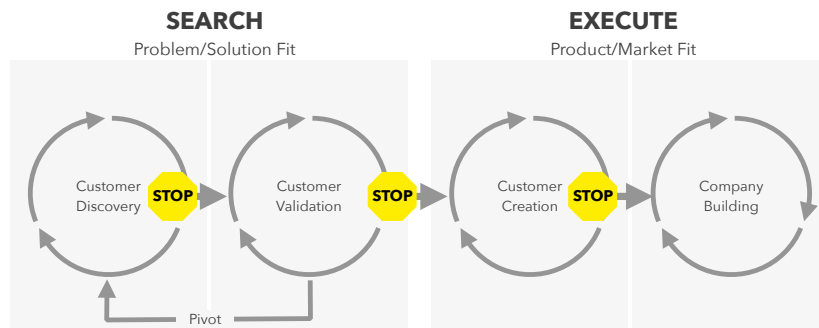 SEARCH
Problem/Solution Fit
EXECUTE
Product/Market Fit
Customer
Discovery
STOP
Customer
Validation
STOP
Customer
Creation
STOP
Company
Building
Pivot